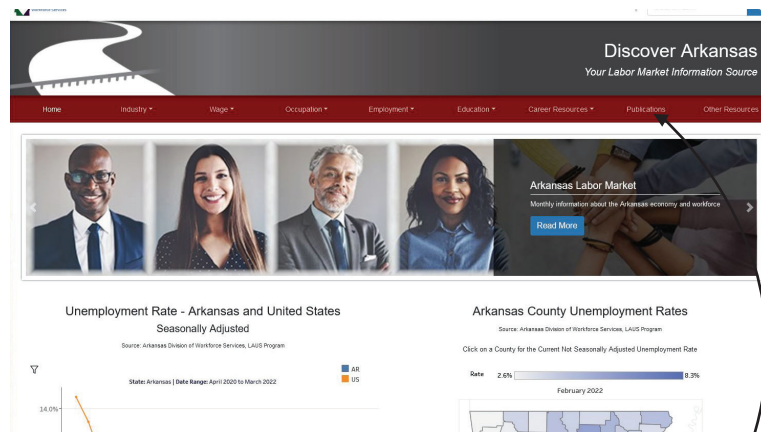 Discover Arkansas
Your Labor Market Information Source
Home Industry Wage Occupation Employment Education Career Resources Publications Other Resources
Arkansas Labor Market
Monthly information about the Arkansas economy and workforce
Read More
Unemployment Rate - Arkansas and United States
Seasonally Adjusted
Source: Arkansas Division of Workforce Services, LAUS Program
AR
US
State: Arkansas | Date Range: April 2020 to March 2022
14.0%
Arkansas County Unemployment Rates
Source: Arkansas Division of Workforce Services, LAUS Program
Click on a County for the Current Not Seasonally Adjusted Unemployment Rate
Rate 2.6% 8.3%
February 2022